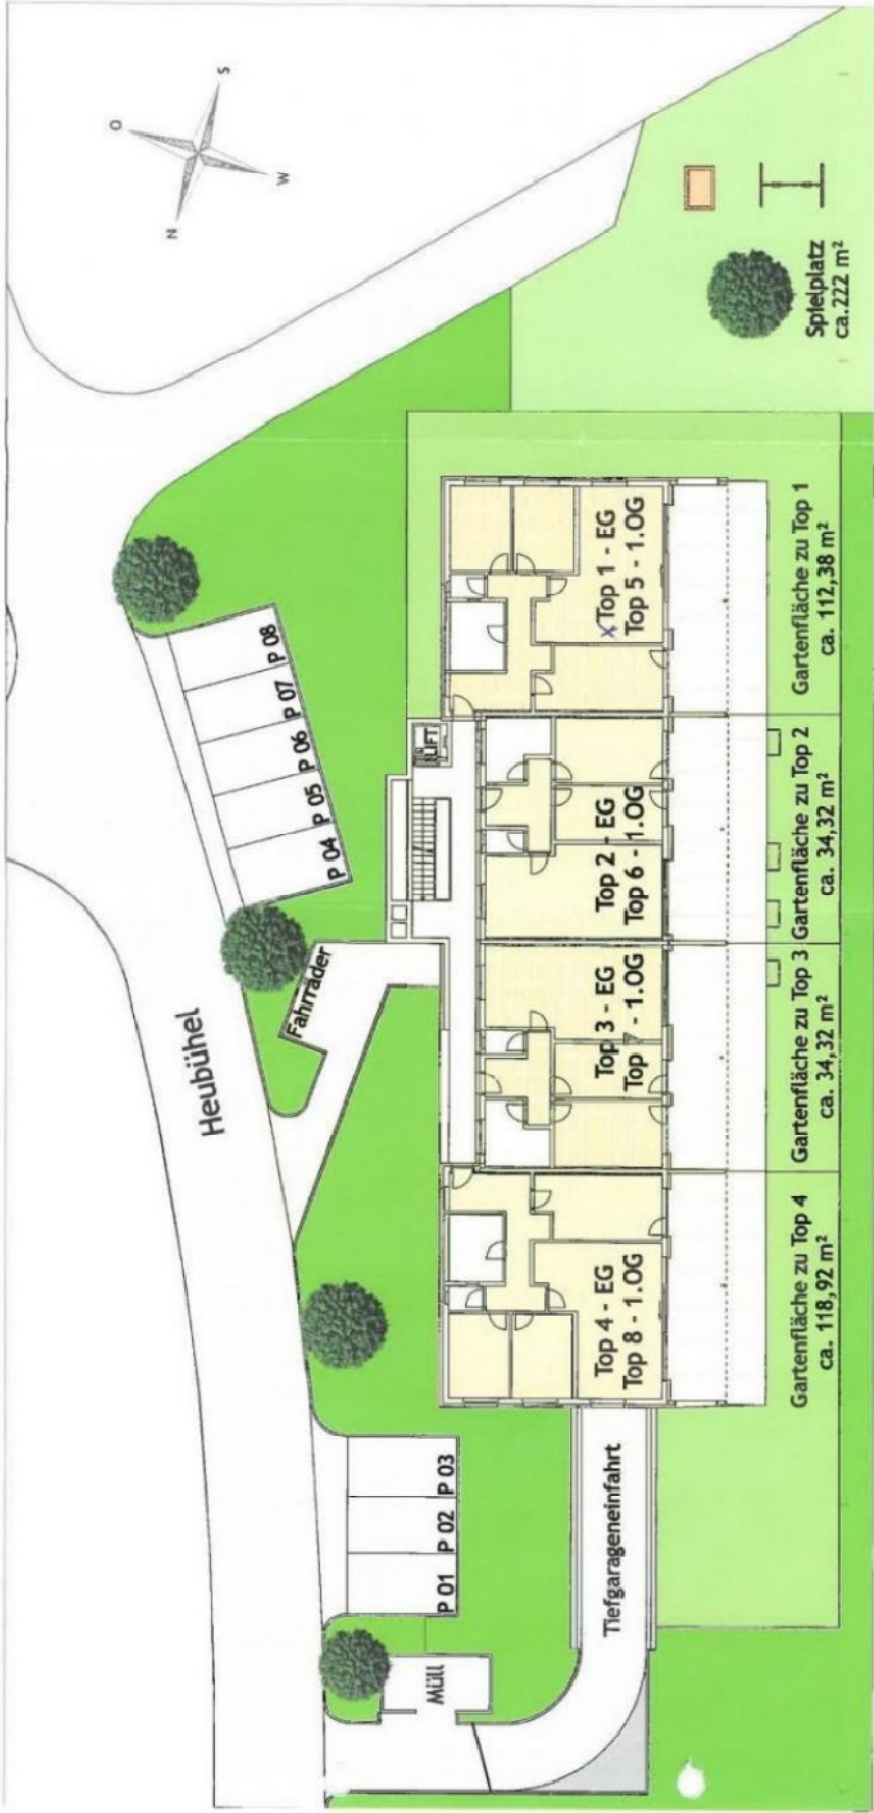 N
O
S
W
Heubühel
Fahrräder
P 04
P 05
P 06
P 07
P 08
P 01
P 02
P 03
Müll
Tiefgarageneinfahrt
LIFT
Top 4 - EG
Top 8 - 1.OG
Top 3 - EG
Top 7 - 1.OG
Top 2 - EG
Top 6 - 1.OG
x Top 1 - EG
Top 5 - 1.OG
Gartenfläche zu Top 4
ca. 118,92 m²
Gartenfläche zu Top 3
ca. 34,32 m²
Gartenfläche zu Top 2
ca. 34,32 m²
Gartenfläche zu Top 1
ca. 112,38 m²
Spielplatz
ca.222 m²